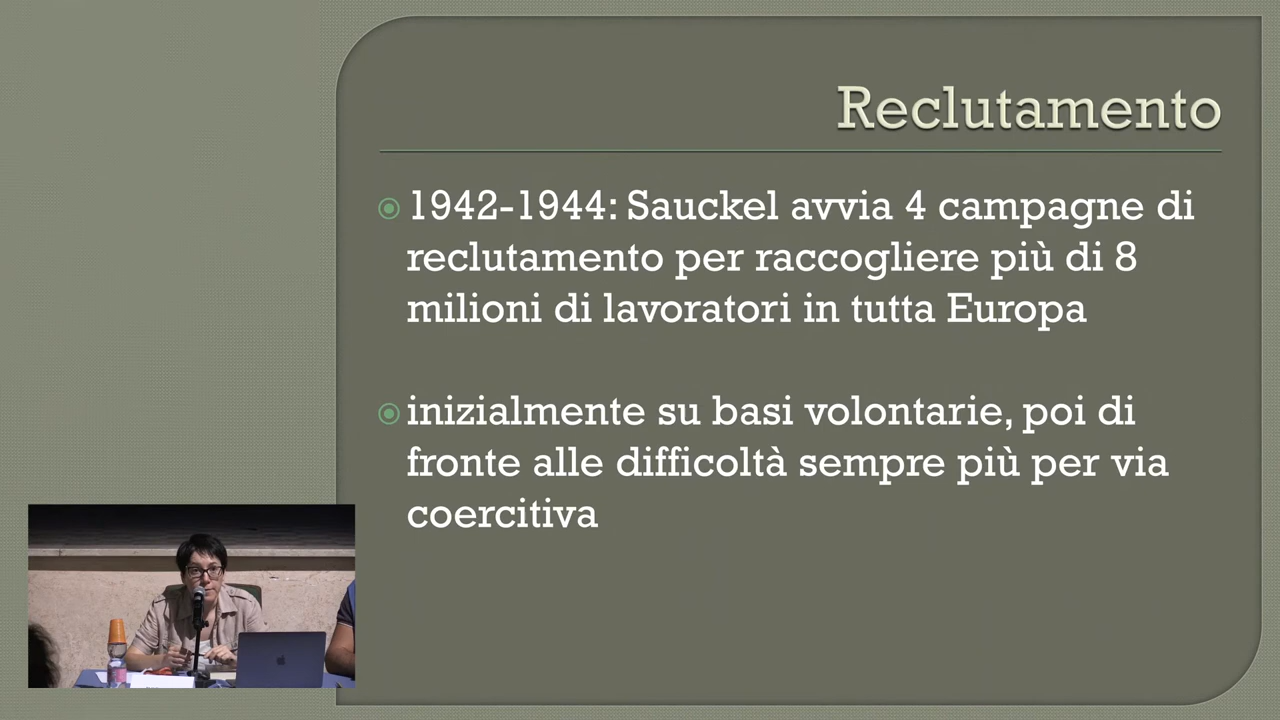 Reclutamento
1942-1944: Sauckel avvia 4 campagne di
reclutamento per raccogliere più di 8
milioni di lavoratori in tutta Europa
inizialmente su basi volontarie, poi di
fronte alle difficoltà sempre più per via
coercitiva